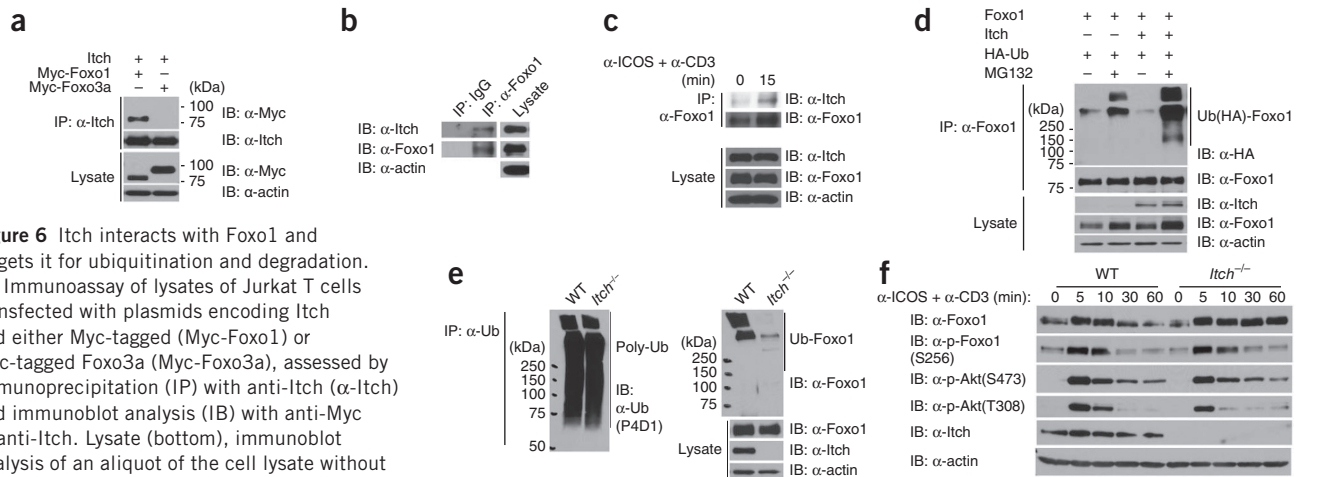 a
Itch + +
Myc-Foxo1 + –
Myc-Foxo3a – + (kDa)
IP: α-Itch
100
75
IB: α-Myc
IB: α-Itch
Lysate
100
75
IB: α-Myc
IB: α-actin
b
IP: IgG
IP: α-Foxo1
Lysate
IB: α-Itch
IB: α-Foxo1
IB: α-actin
c
α-ICOS + α-CD3
(min) 0 15
IP:
α-Foxo1
IB: α-Itch
IB: α-Foxo1
Lysate
IB: α-Itch
IB: α-Foxo1
IB: α-actin
d
Foxo1 + + + +
Itch – – + +
HA-Ub + + + +
MG132 – + – +
IP: α-Foxo1
(kDa)
250
150
100
75
75
Ub(HA)-Foxo1
IB: α-HA
IB: α-Foxo1
Lysate
IB: α-Itch
IB: α-Foxo1
IB: α-actin
gure 6 Itch interacts with Foxo1 and
gets it for ubiquitination and degradation.
Immunoassay of lysates of Jurkat T cells
nsfected with plasmids encoding Itch
d either Myc-tagged (Myc-Foxo1) or
yc-tagged Foxo3a (Myc-Foxo3a), assessed by
munoprecipitation (IP) with anti-Itch (α-Itch)
d immunoblot analysis (IB) with anti-Myc
anti-Itch. Lysate (bottom), immunoblot
alysis of an aliquot of the cell lysate without
e
WT Itch–/–
IP: α-Ub
(kDa)
250
150
100
75
50
Poly-Ub
IB:
α-Ub
(P4D1)
WT Itch–/–
(kDa)
250
150
100
75
Ub-Foxo1
IB: α-Foxo1
Lysate
IB: α-Foxo1
IB: α-Itch
IB: α-actin
f
WT Itch–/–
α-ICOS + α-CD3 (min): 0 5 10 30 60 0 5 10 30 60
IB: α-Foxo1
IB: α-p-Foxo1
(S256)
IB: α-p-Akt(S473)
IB: α-p-Akt(T308)
IB: α-Itch
IB: α-actin